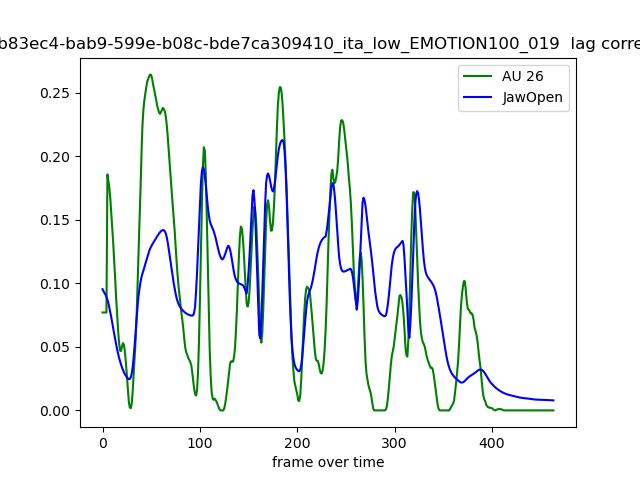 b83ec4-bab9-599e-b08c-bde7ca309410_ita_low_EMOTION100_019  lag corre
AU 26
JawOpen
0.25
0.20
0.15
0.10
0.05
0.00
0 100 200 300 400
frame over time